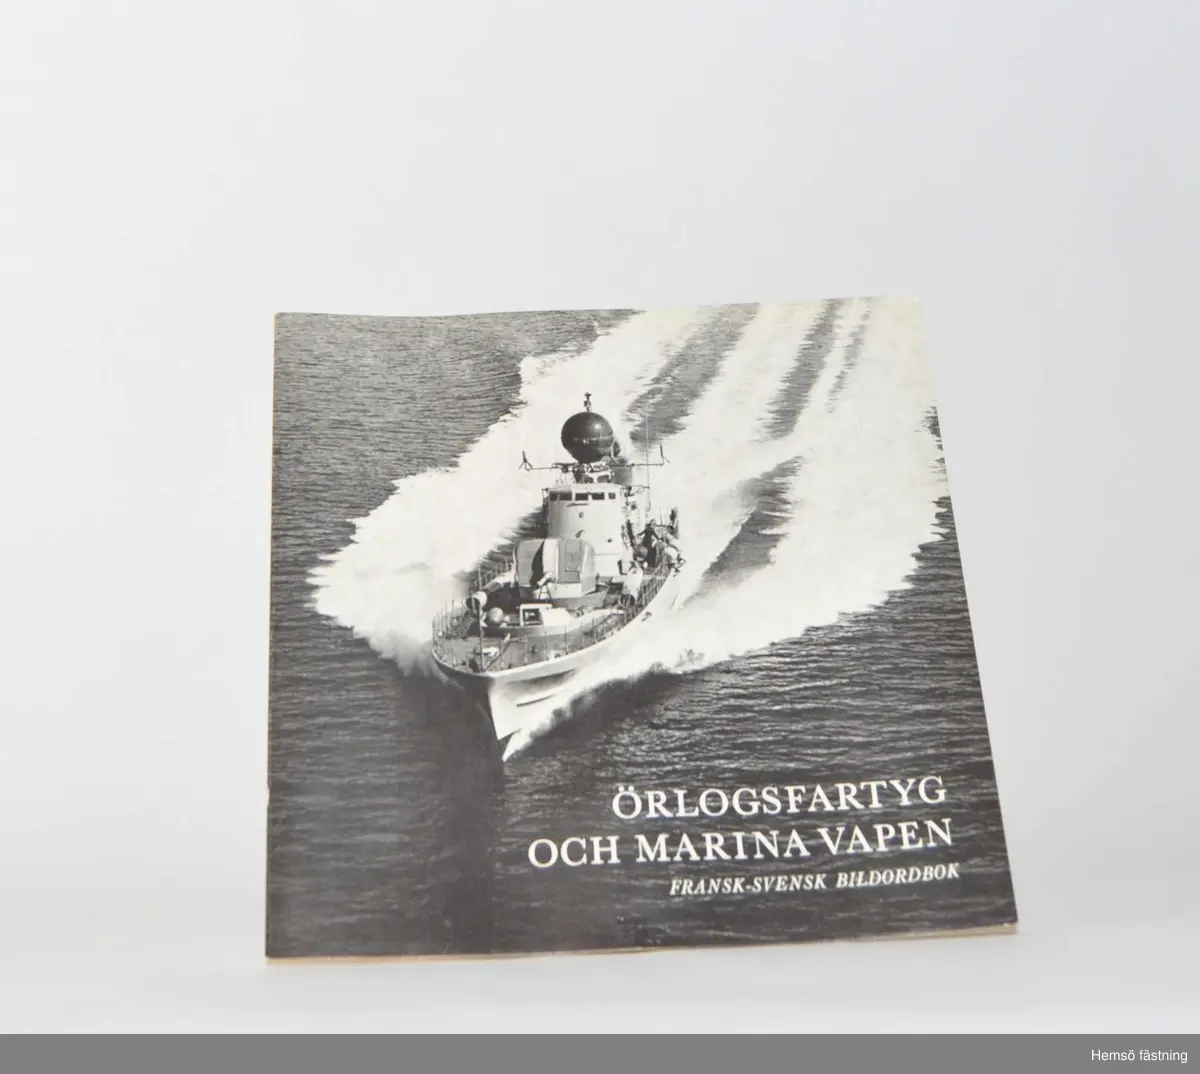 ÖRLOGSFARTYG
OCH MARINA VAPEN
FRANSK-SVENSK BILDORDBOK
Hemsö fästning